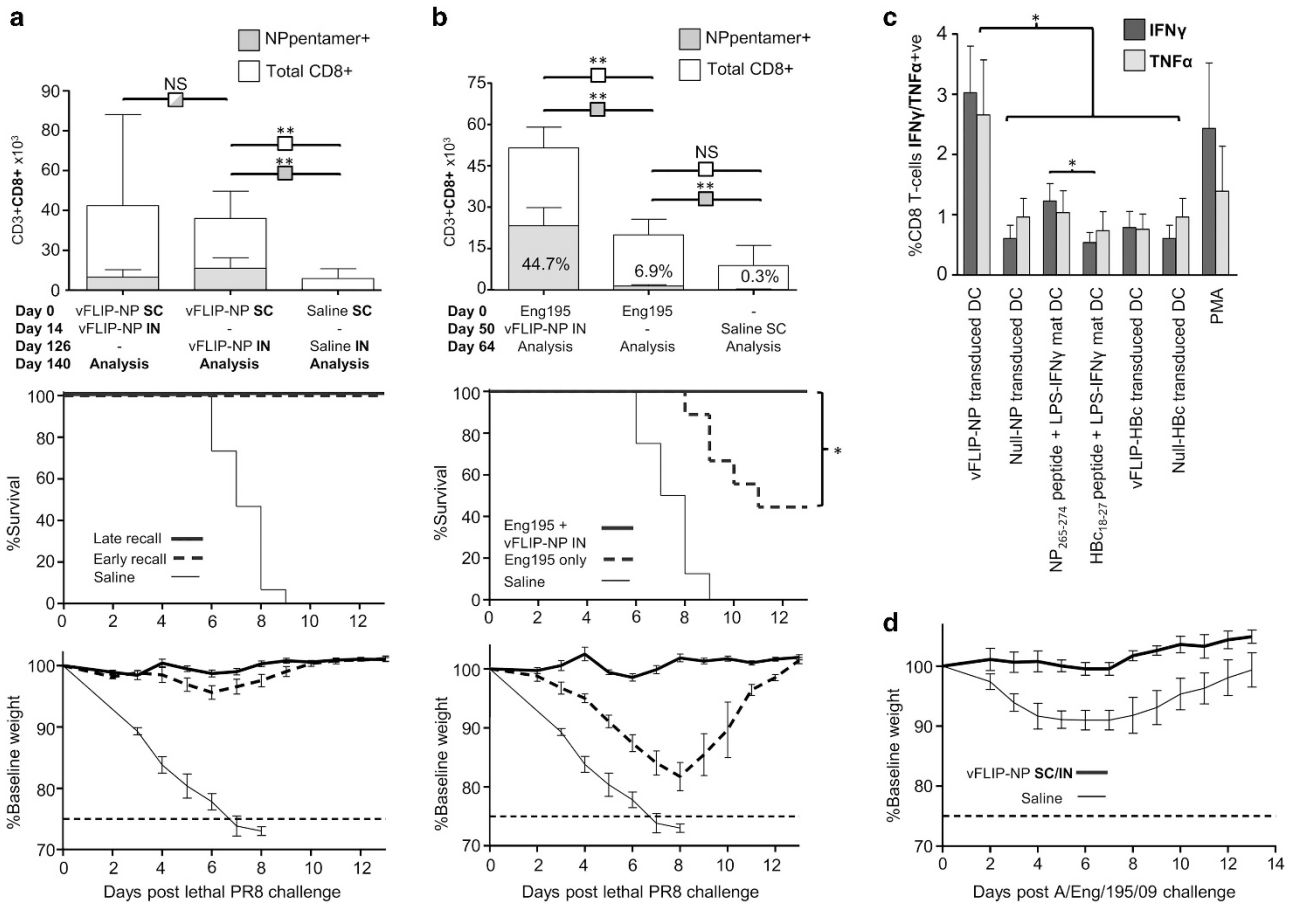 a
NPpentamer+
Total CD8+
NS
**
**
90
80
60
40
30
20
10
0
CD3+CD8+ x10³
Day 0 vFLIP-NP SC vFLIP-NP SC Saline SC
Day 14 vFLIP-NP IN - -
Day 126 - vFLIP-NP IN Saline IN
Day 140 Analysis Analysis Analysis
100
80
60
40
20
0
%Survival
Late recall
Early recall
Saline
0 2 4 6 8 10 12
100
90
80
70
%Baseline weight
0 2 4 6 8 10 12
Days post lethal PR8 challenge
b
NPpentamer+
Total CD8+
**
**
NS
**
75
60
45
30
15
0
CD3+CD8+ x10³
44.7%
6.9%
0.3%
Day 0 Eng195 Eng195 -
Day 50 vFLIP-NP IN - Saline SC
Day 64 Analysis Analysis Analysis
100
80
60
40
20
0
%Survival
*
Eng195 +
vFLIP-NP IN
Eng195 only
Saline
0 2 4 6 8 10 12
100
90
80
70
%Baseline weight
0 2 4 6 8 10 12
Days post lethal PR8 challenge
c
*
IFNγ
TNFα
*
4
3
2
1
0
%CD8 T-cells IFNγ/TNFα+ve
vFLIP-NP transduced DC
Null-NP transduced DC
NP265-274 peptide + LPS-IFNγ mat DC
HBc18-27 peptide + LPS-IFNγ mat DC
vFLIP-HBc transduced DC
Null-HBc transduced DC
PMA
d
100
90
80
70
%Baseline weight
vFLIP-NP SC/IN
Saline
0 2 4 6 8 10 12 14
Days post A/Eng/195/09 challenge